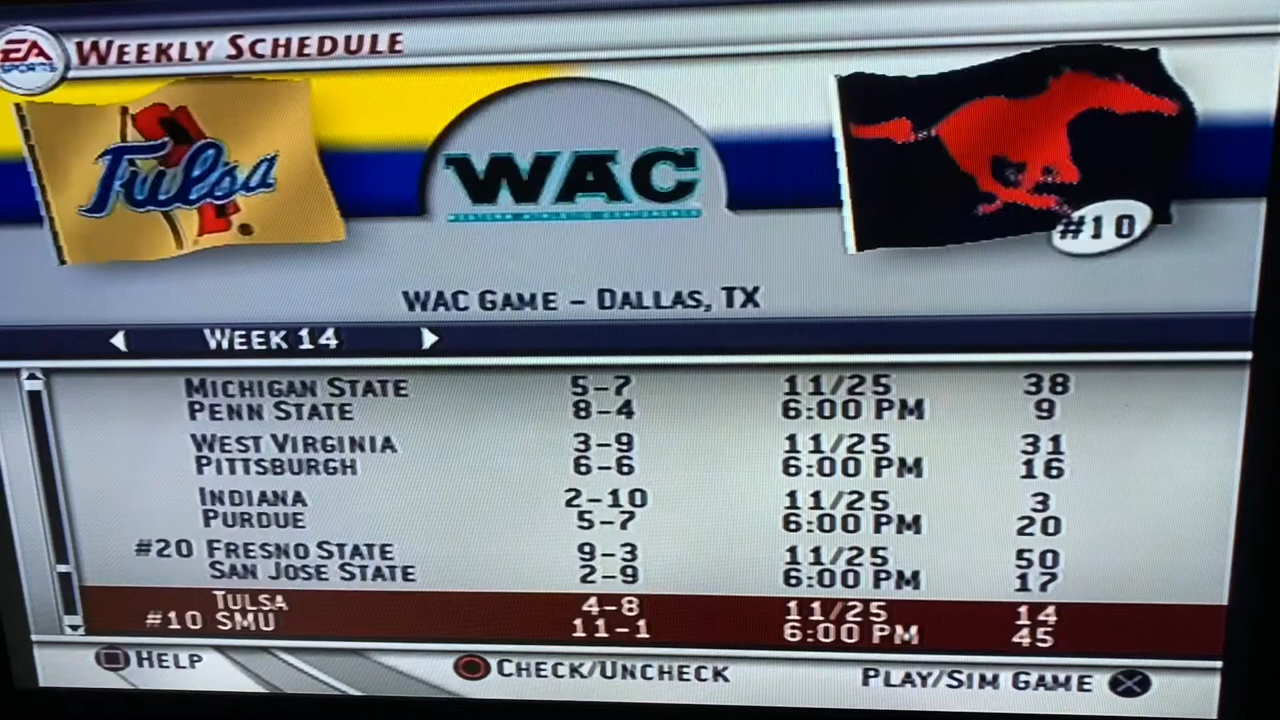 EA SPORTS
WEEKLY SCHEDULE
Tulsa
WAC
WESTERN ATHLETIC CONFERENCE
#10
WAC GAME - DALLAS, TX
WEEK 14
MICHIGAN STATE 5-7 11/25 38
PENN STATE 8-4 6:00 PM 9
WEST VIRGINIA 3-9 11/25 31
PITTSBURGH 6-6 6:00 PM 16
INDIANA 2-10 11/25 3
PURDUE 5-7 6:00 PM 20
#20 FRESNO STATE 9-3 11/25 50
SAN JOSE STATE 2-9 6:00 PM 17
TULSA 4-8 11/25 14
#10 SMU 11-1 6:00 PM 45
HELP CHECK/UNCHECK PLAY/SIM GAME